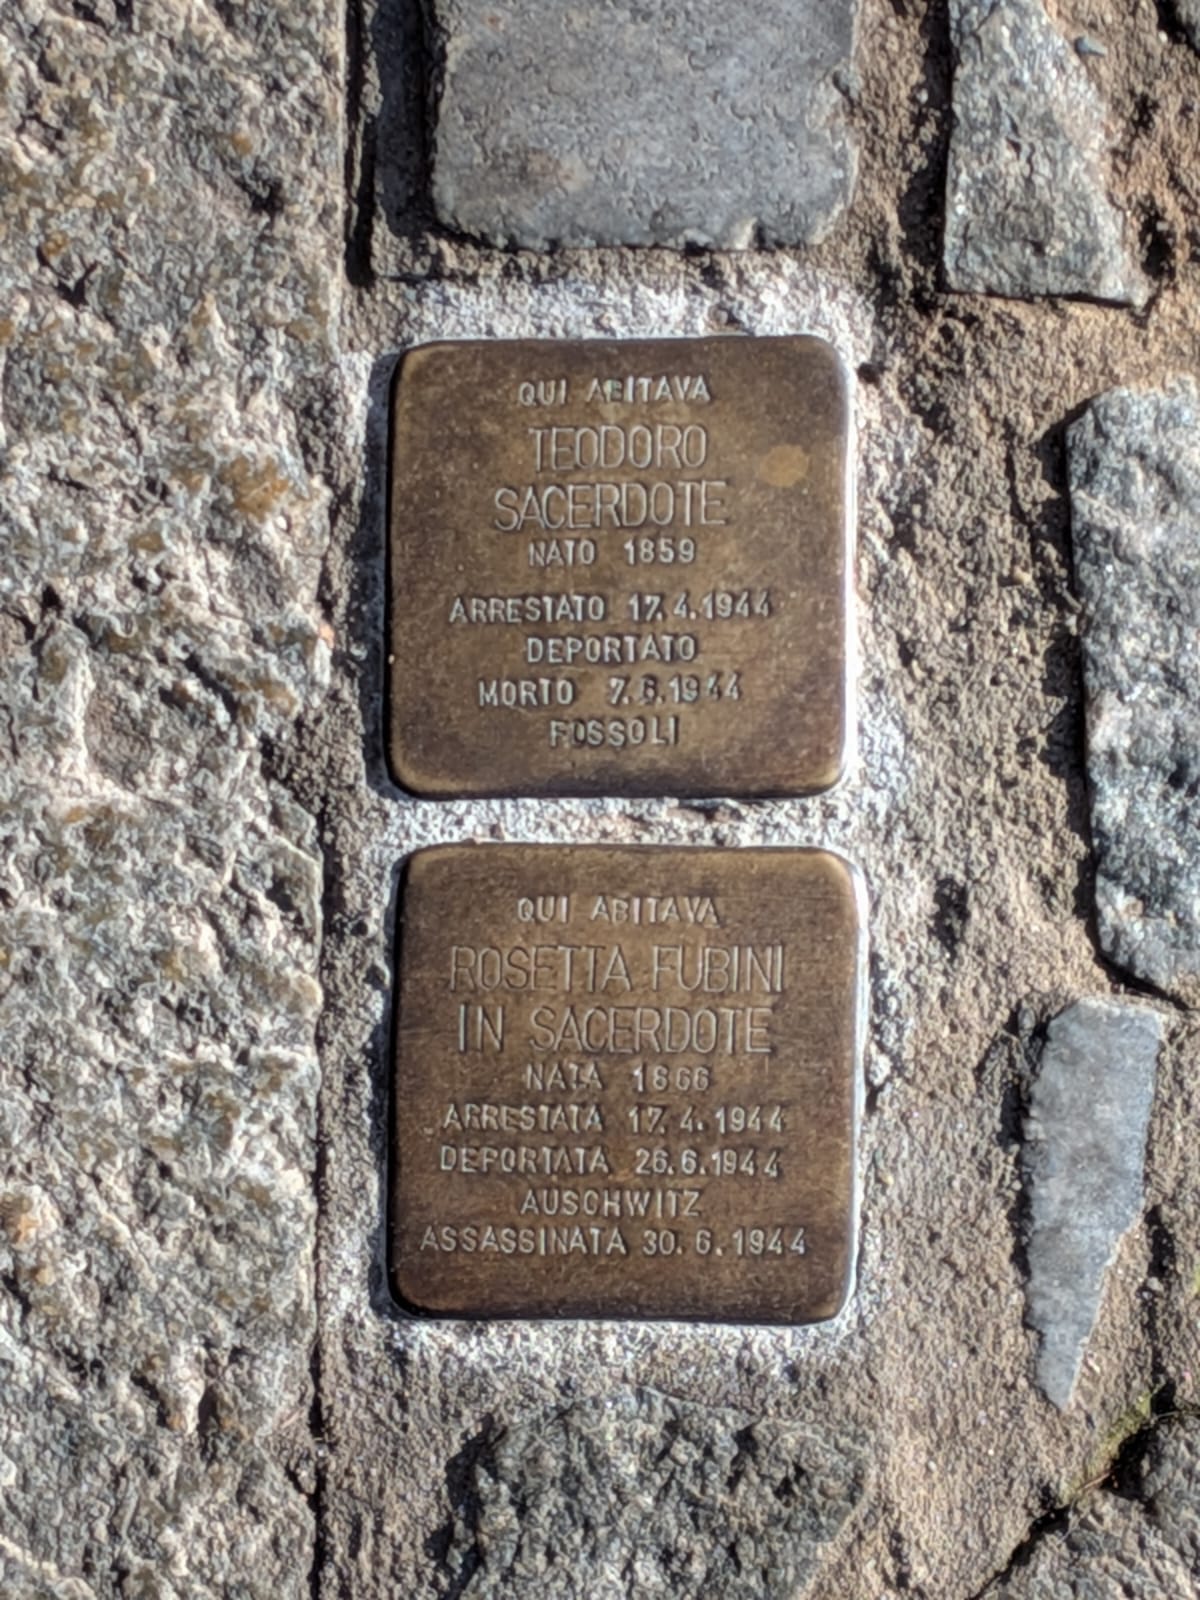 QUI ABITAVA
TEODORO
SACERDOTE
NATO 1859
ARRESTATO 17.4.1944
DEPORTATO
MORTO 7.6.1944
FOSSOLI
QUI ABITAVA
ROSETTA FUBINI
IN SACERDOTE
NATA 1866
ARRESTATA 17.4.1944
DEPORTATA 26.6.1944
AUSCHWITZ
ASSASSINATA 30.6.1944